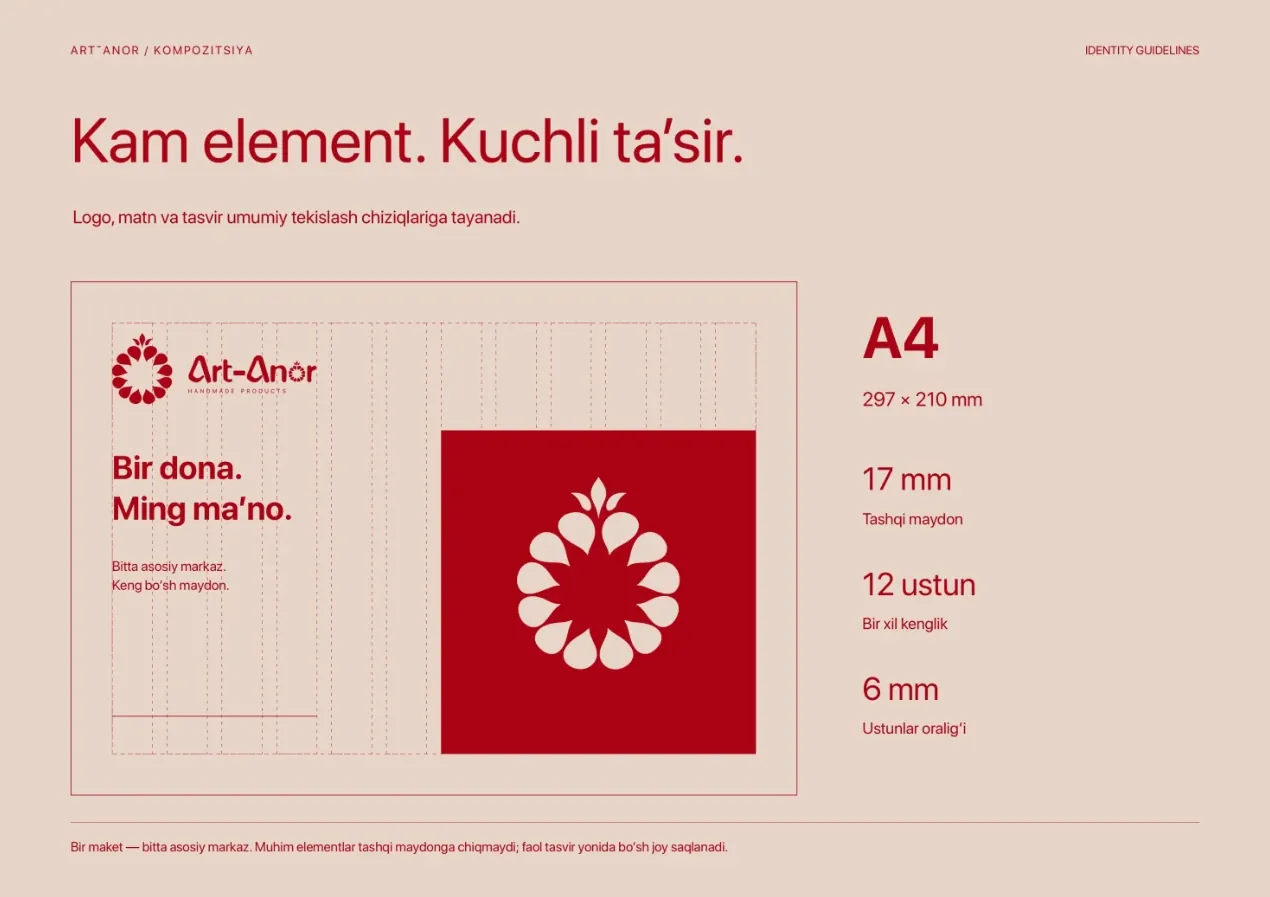 ART‾ANOR / KOMPOZITSIYA
IDENTITY GUIDELINES
Kam element. Kuchli ta’sir.
Logo, matn va tasvir umumiy tekislash chiziqlariga tayanadi.
Art-Anor
HANDMADE PRODUCTS
Bir dona.
Ming ma’no.
Bitta asosiy markaz.
Keng bo‘sh maydon.
A4
297 × 210 mm
17 mm
Tashqi maydon
12 ustun
Bir xil kenglik
6 mm
Ustunlar oralig‘i
Bir maket — bitta asosiy markaz. Muhim elementlar tashqi maydonga chiqmaydi; faol tasvir yonida bo‘sh joy saqlanadi.